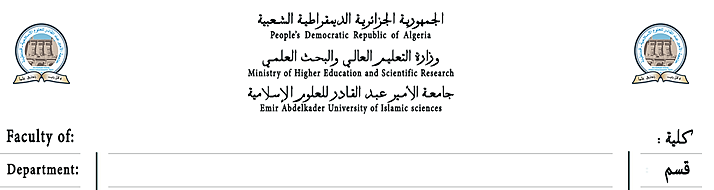 الجمهورية الجزائرية الديمقراطية الشعبية
People's Democratic Republic of Algeria
وزارة التعليم العالي والبحث العلمي
Ministry of Higher Education and Scientific Research
جامعة الأمير عبد القادر للعلوم الإسلامية
Emir Abdelkader University of Islamic sciences
Faculty of: كلية :
Department: قسم